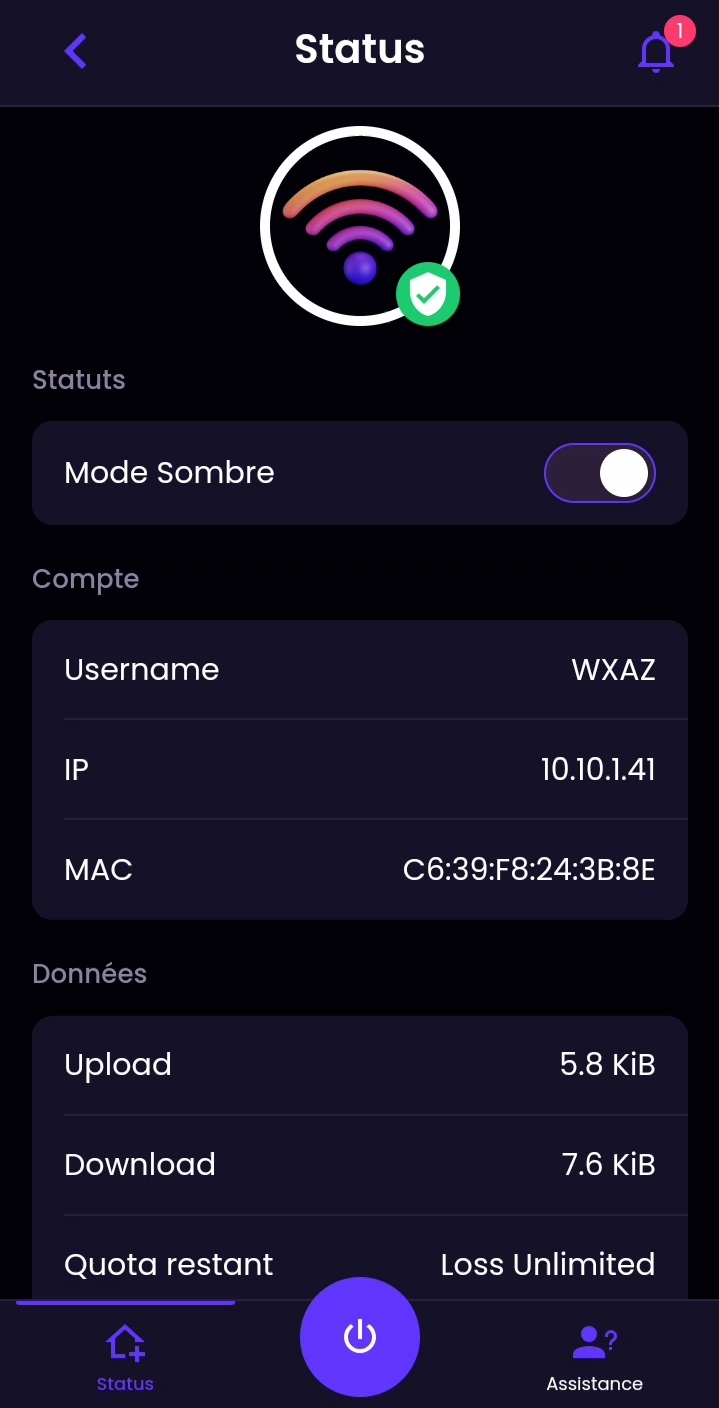 Status
1
Statuts
Mode Sombre
Compte
Username WXAZ
IP 10.10.1.41
MAC C6:39:F8:24:3B:8E
Données
Upload 5.8 KiB
Download 7.6 KiB
Quota restant Loss Unlimited
Status
Assistance